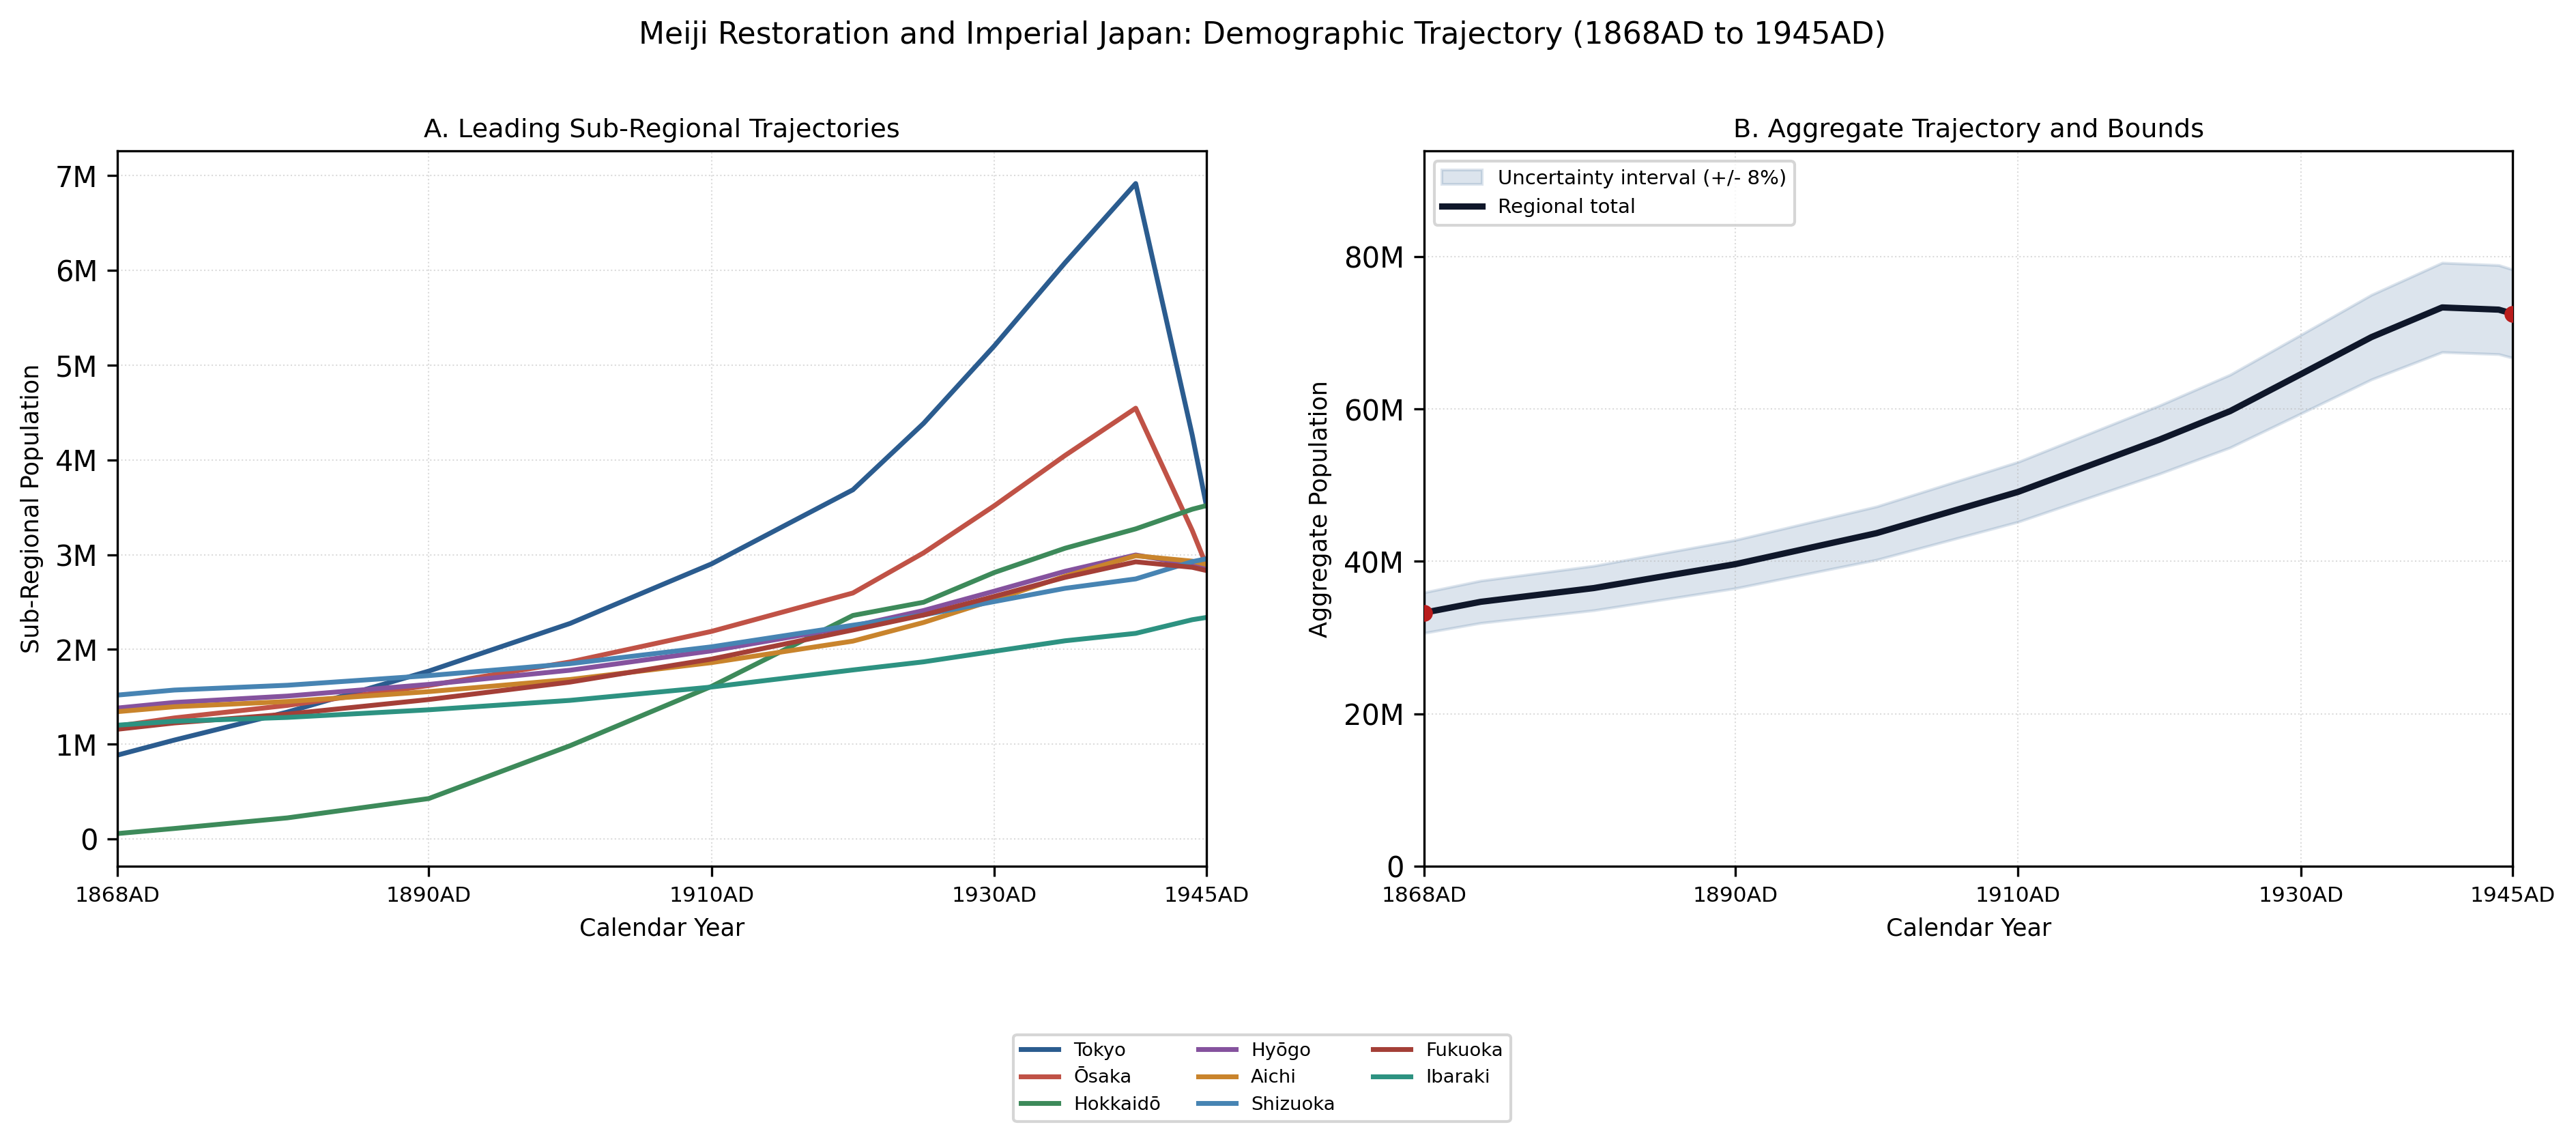 Meiji Restoration and Imperial Japan: Demographic Trajectory (1868AD to 1945AD)
A. Leading Sub-Regional Trajectories
7M
6M
5M
4M
3M
2M
1M
0
Sub-Regional Population
1868AD
1890AD
1910AD
1930AD
1945AD
Calendar Year
B. Aggregate Trajectory and Bounds
Uncertainty interval (+/- 8%)
Regional total
80M
60M
40M
20M
0
Aggregate Population
1868AD
1890AD
1910AD
1930AD
1945AD
Calendar Year
Tokyo
Ōsaka
Hokkaidō
Hyōgo
Aichi
Shizuoka
Fukuoka
Ibaraki